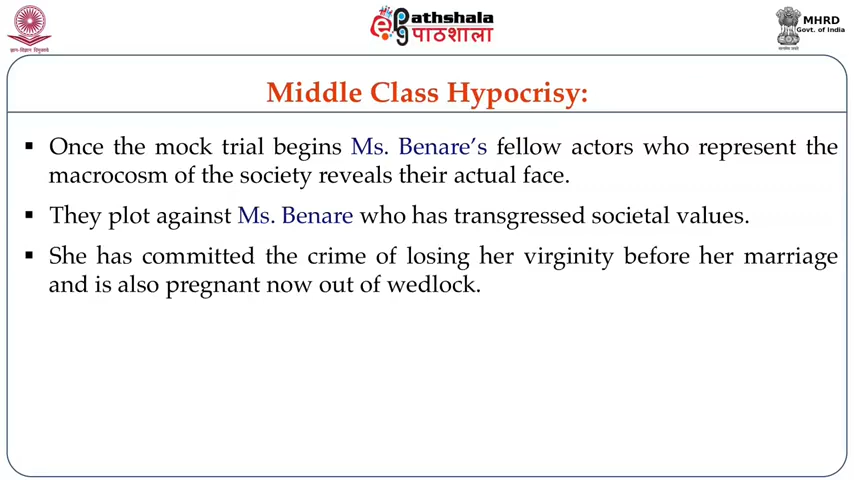 ePathshala
पाठशाला
MHRD
Govt. of India
Middle Class Hypocrisy:
▪ Once the mock trial begins Ms. Benare's fellow actors who represent the
macrocosm of the society reveals their actual face.
▪ They plot against Ms. Benare who has transgressed societal values.
▪ She has committed the crime of losing her virginity before her marriage
and is also pregnant now out of wedlock.